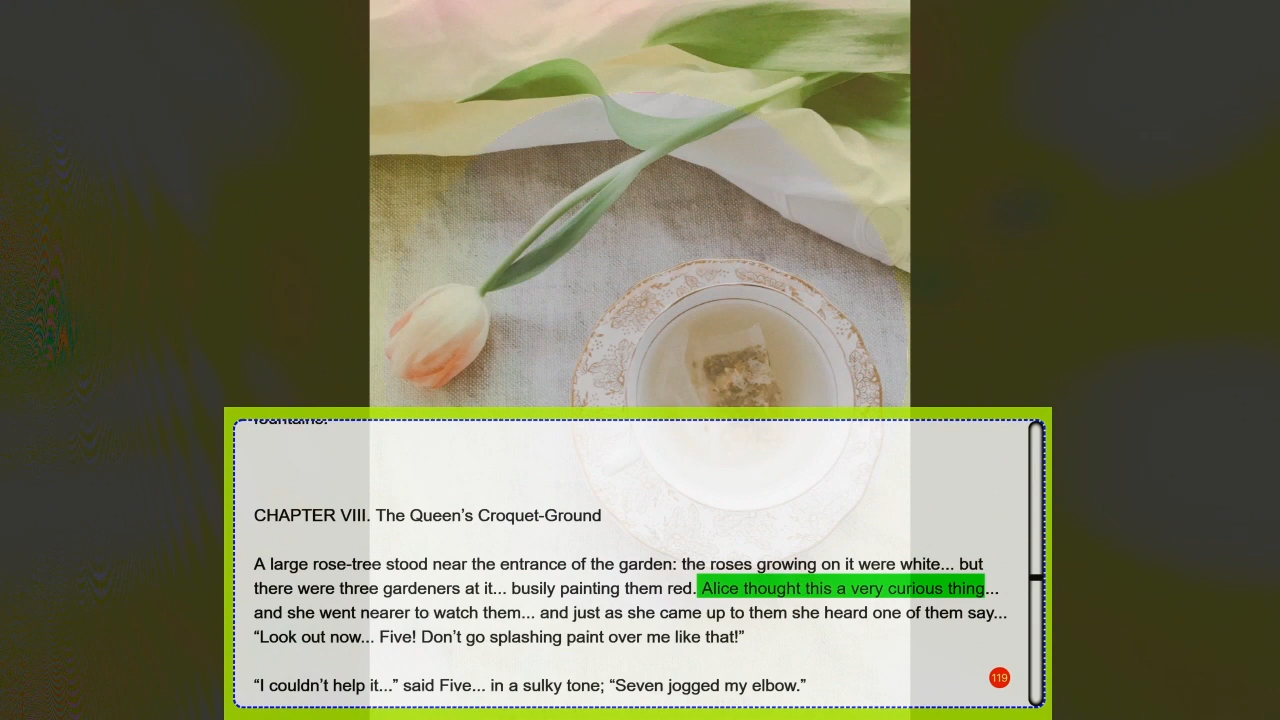 fountains.
CHAPTER VIII. The Queen’s Croquet-Ground
A large rose-tree stood near the entrance of the garden: the roses growing on it were white... but
there were three gardeners at it... busily painting them red. Alice thought this a very curious thing...
and she went nearer to watch them... and just as she came up to them she heard one of them say...
“Look out now... Five! Don’t go splashing paint over me like that!”
“I couldn’t help it...” said Five... in a sulky tone; “Seven jogged my elbow.”
119